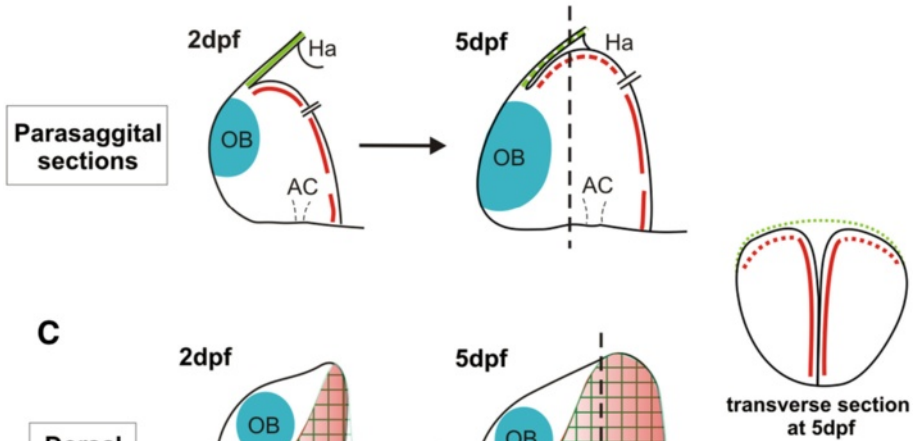 2dpf
Ha
5dpf
Ha
Parasaggital
sections
OB
OB
AC
AC
C
2dpf
5dpf
OB
OB
transverse section
at 5dpf
Dorsal